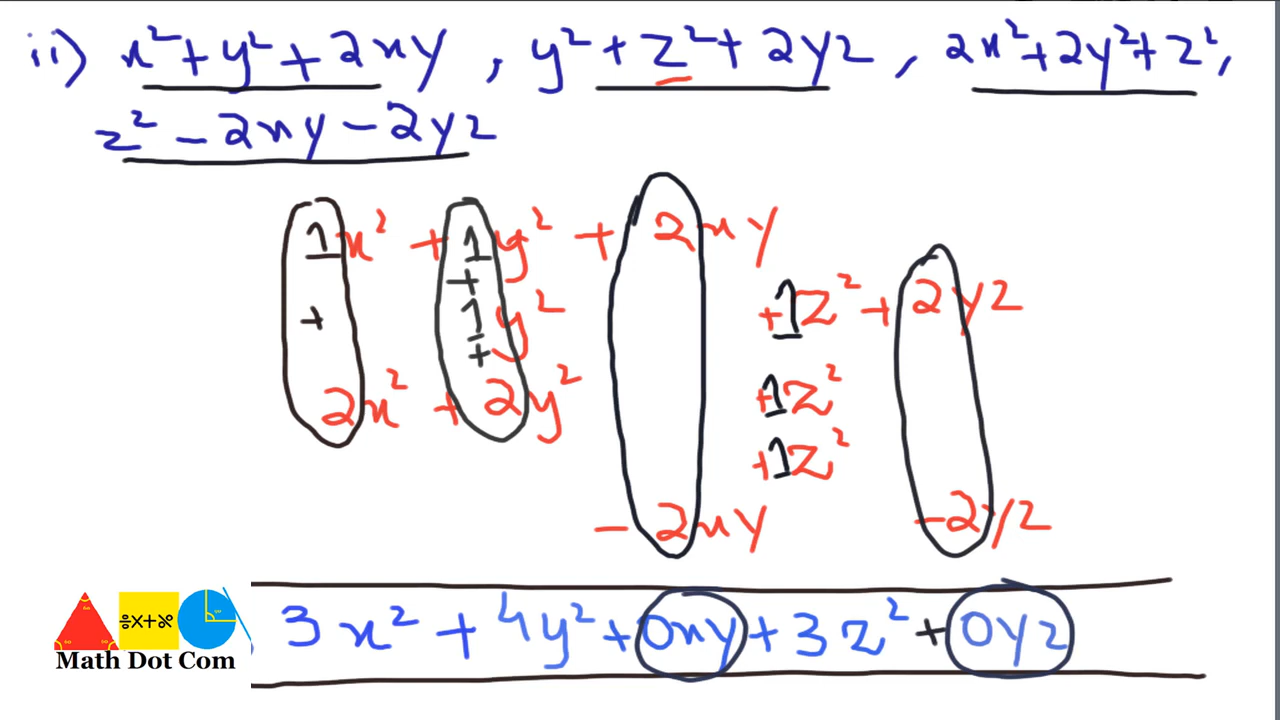 ii) x² + y² + 2xy , y² + z² + 2yz , 2x² + 2y² + z² ,
z² - 2xy - 2yz
1x² + 1y² + 2xy
+ + 1y² +1z² + 2yz
+
2x² + 2y² +1z²
+1z²
- 2xy - 2yz
3x² + 4y² + 0xy + 3z² + 0yz
÷×+%
Math Dot Com